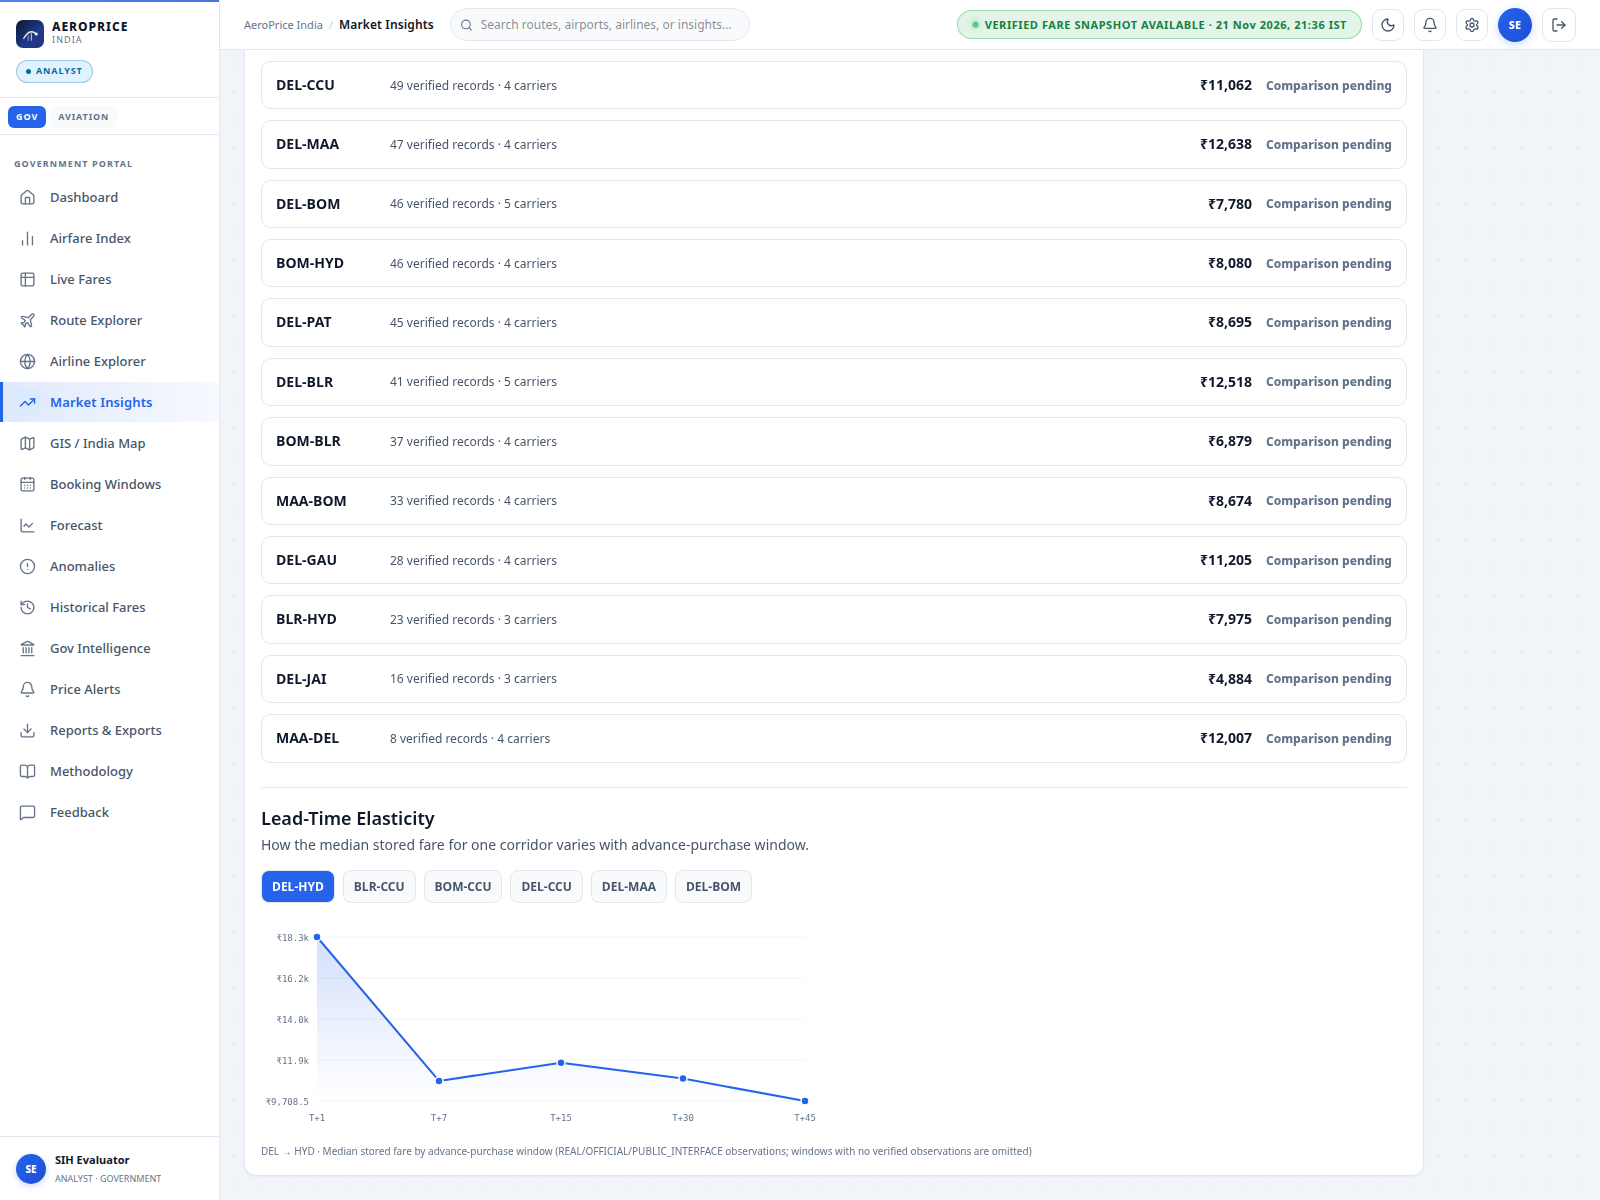 AEROPRICE
INDIA
ANALYST
GOV AVIATION
GOVERNMENT PORTAL
Dashboard
Airfare Index
Live Fares
Route Explorer
Airline Explorer
Market Insights
GIS / India Map
Booking Windows
Forecast
Anomalies
Historical Fares
Gov Intelligence
Price Alerts
Reports & Exports
Methodology
Feedback
SE
SIH Evaluator
ANALYST · GOVERNMENT
AeroPrice India / Market Insights
Search routes, airports, airlines, or insights...
VERIFIED FARE SNAPSHOT AVAILABLE · 21 Nov 2026, 21:36 IST
SE
DEL-CCU 49 verified records · 4 carriers ₹11,062 Comparison pending
DEL-MAA 47 verified records · 4 carriers ₹12,638 Comparison pending
DEL-BOM 46 verified records · 5 carriers ₹7,780 Comparison pending
BOM-HYD 46 verified records · 4 carriers ₹8,080 Comparison pending
DEL-PAT 45 verified records · 4 carriers ₹8,695 Comparison pending
DEL-BLR 41 verified records · 5 carriers ₹12,518 Comparison pending
BOM-BLR 37 verified records · 4 carriers ₹6,879 Comparison pending
MAA-BOM 33 verified records · 4 carriers ₹8,674 Comparison pending
DEL-GAU 28 verified records · 4 carriers ₹11,205 Comparison pending
BLR-HYD 23 verified records · 3 carriers ₹7,975 Comparison pending
DEL-JAI 16 verified records · 3 carriers ₹4,884 Comparison pending
MAA-DEL 8 verified records · 4 carriers ₹12,007 Comparison pending
Lead-Time Elasticity
How the median stored fare for one corridor varies with advance-purchase window.
DEL-HYD BLR-CCU BOM-CCU DEL-CCU DEL-MAA DEL-BOM
₹18.3k
₹16.2k
₹14.0k
₹11.9k
₹9,708.5
T+1 T+7 T+15 T+30 T+45
DEL → HYD · Median stored fare by advance-purchase window (REAL/OFFICIAL/PUBLIC_INTERFACE observations; windows with no verified observations are omitted)